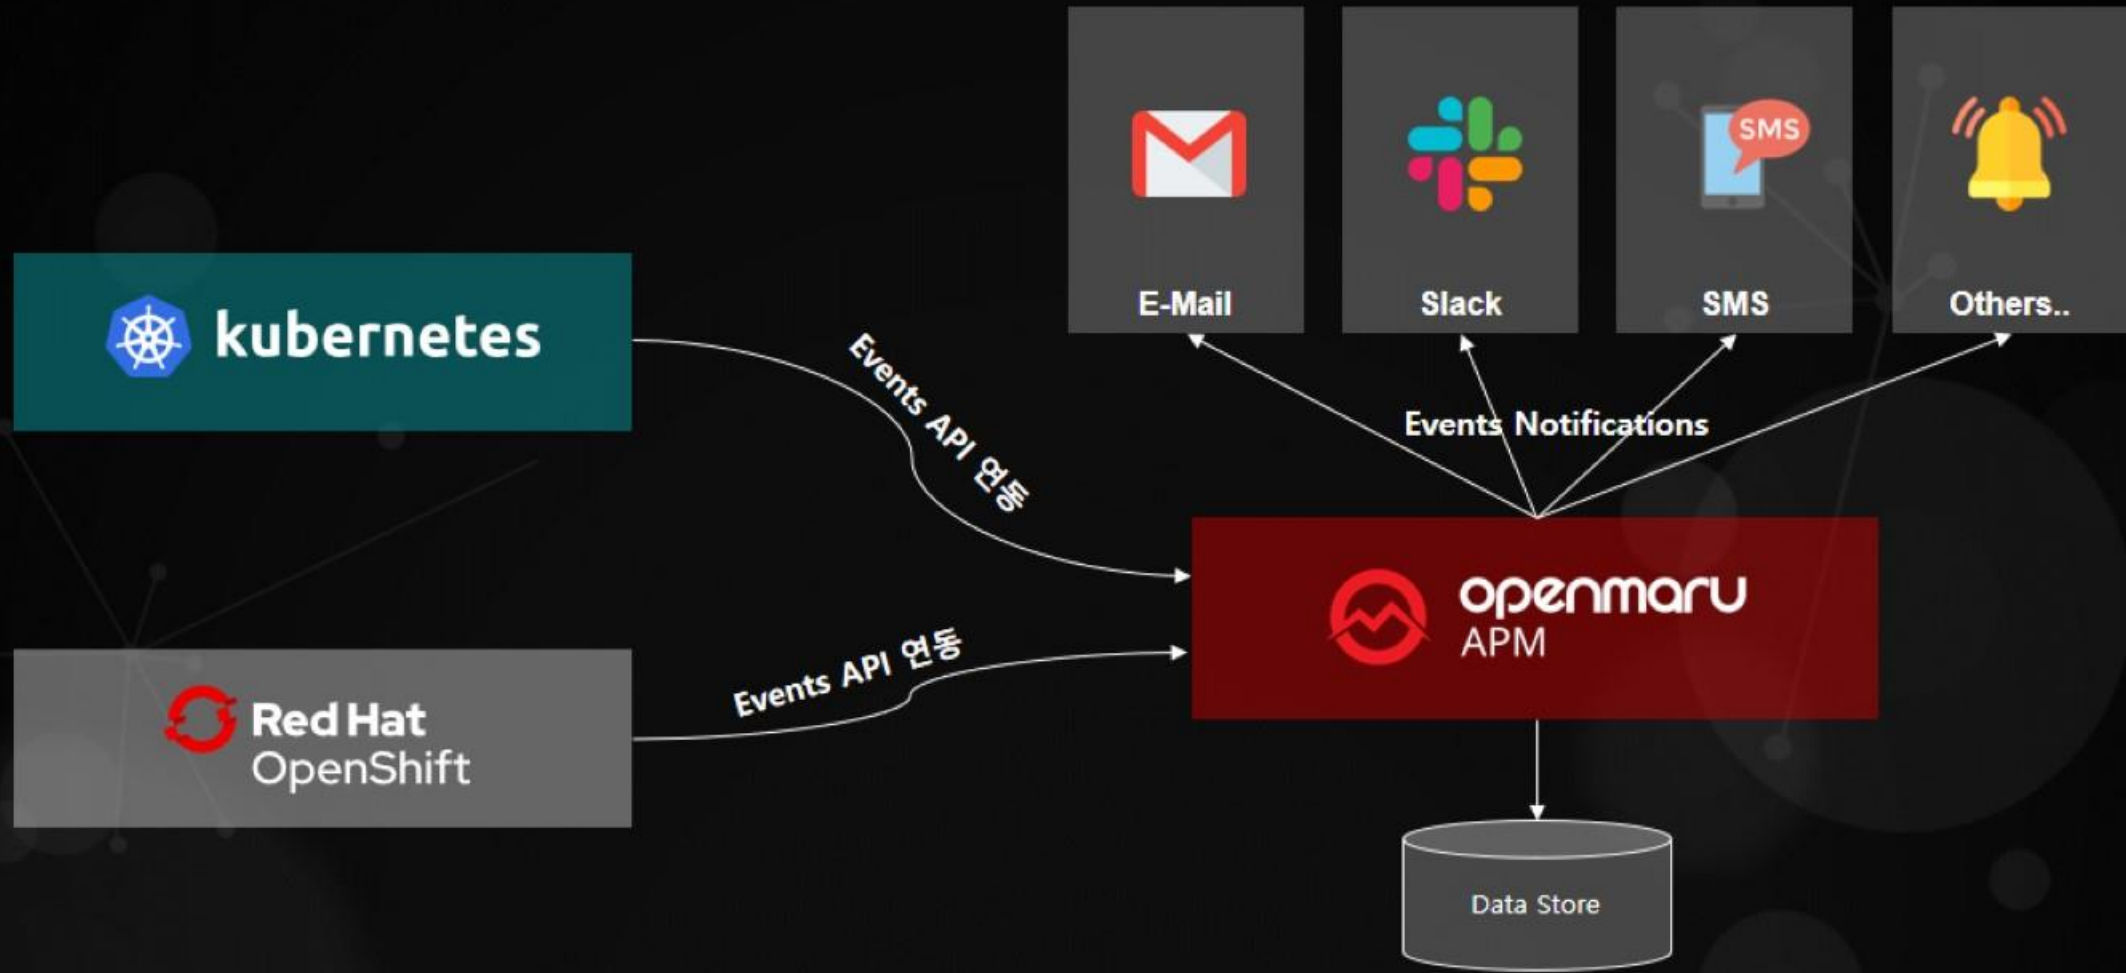 SMS
E-Mail
Slack
SMS
Others..
kubernetes
Events API 연동
Events Notifications
openmaru
APM
Events API 연동
Red Hat
OpenShift
Data Store